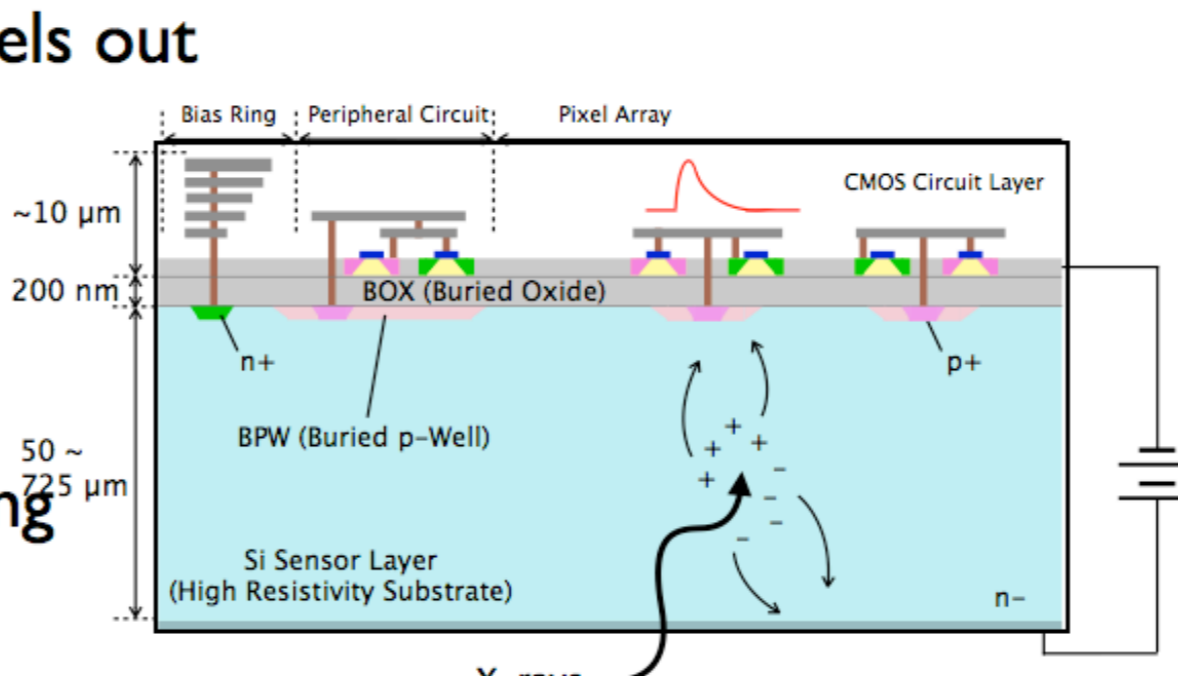 els out
Bias Ring
Peripheral Circuit
Pixel Array
CMOS Circuit Layer
~10 μm
200 nm
BOX (Buried Oxide)
n+
p+
BPW (Buried p-Well)
50 ~
725 μm
ng
+
+
+
+
-
-
-
-
Si Sensor Layer
(High Resistivity Substrate)
n-